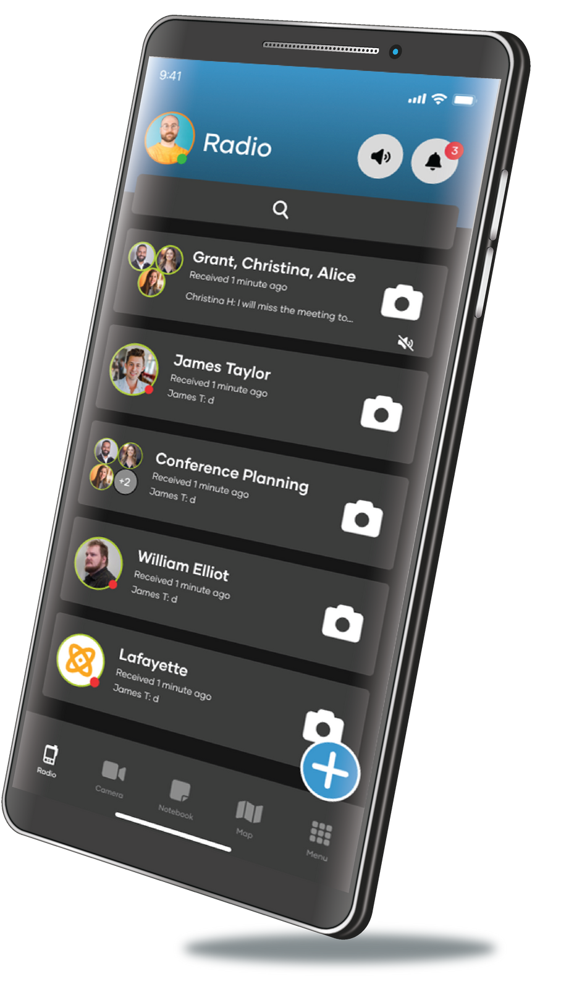 9:41
Radio
3
Grant, Christina, Alice
Received 1 minute ago
Christina H: I will miss the meeting to...
James Taylor
Received 1 minute ago
James T: d
+2
Conference Planning
Received 1 minute ago
James T: d
William Elliot
Received 1 minute ago
James T: d
Lafayette
Received 1 minute ago
James T: d
Radio
Camera
Notebook
Map
Menu